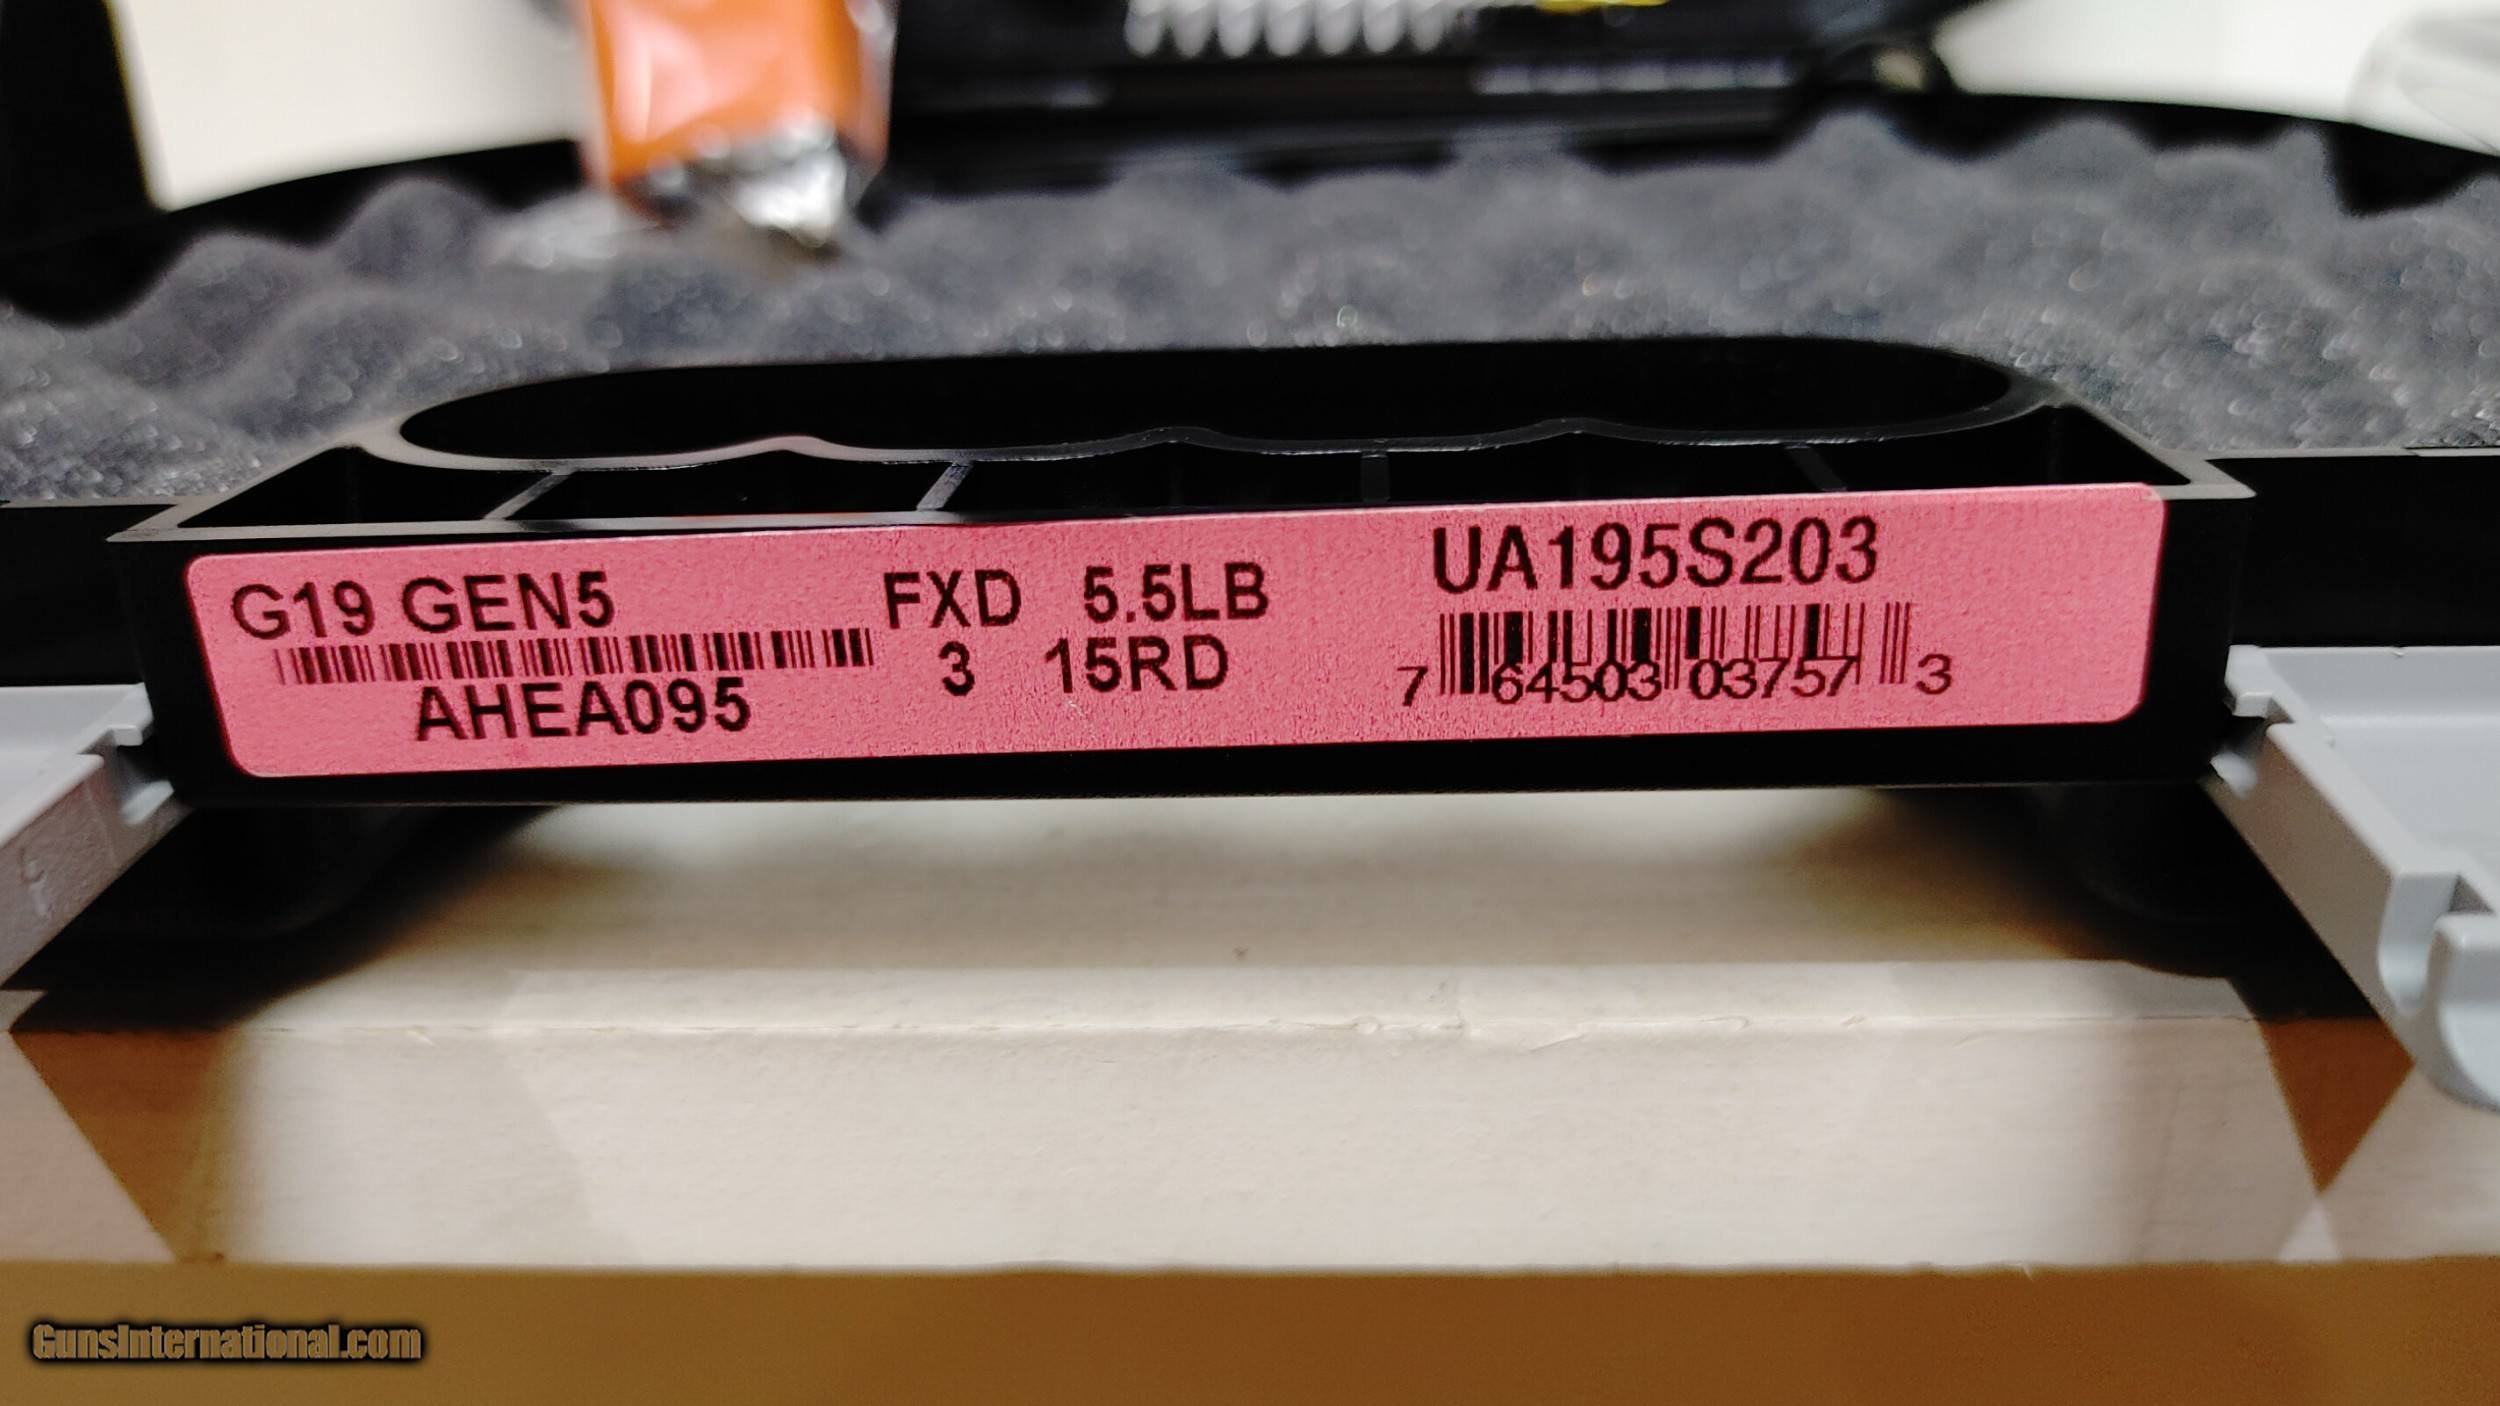 G19 GEN5 FXD 5.5LB UA195S203
AHEA095 3 15RD 7 64503 03757 3
GunsInternational.com